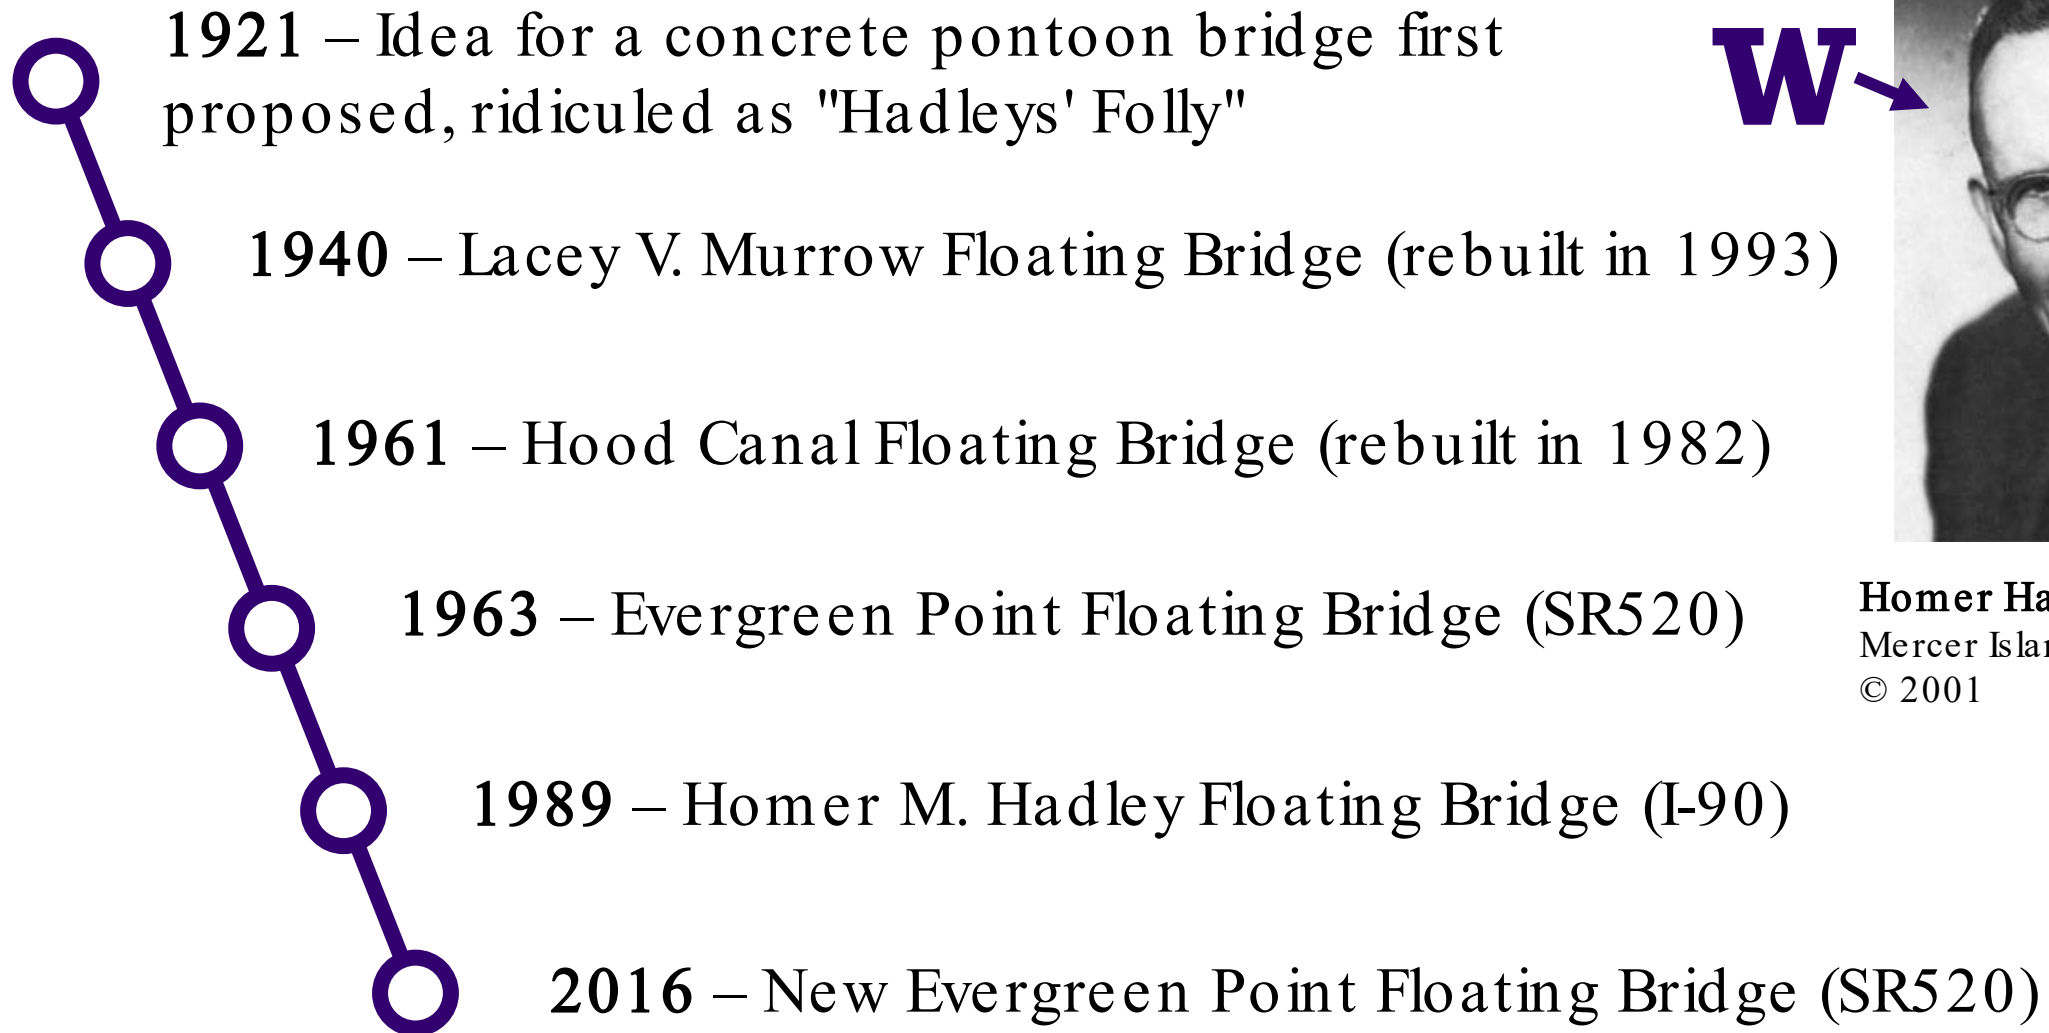 1921 – Idea for a concrete pontoon bridge first
proposed, ridiculed as "Hadleys' Folly"
W
1940 – Lacey V. Murrow Floating Bridge (rebuilt in 1993)
1961 – Hood Canal Floating Bridge (rebuilt in 1982)
1963 – Evergreen Point Floating Bridge (SR520)
Homer
Mercer
© 2001
1989 – Homer M. Hadley Floating Bridge (I-90)
2016 – New Evergreen Point Floating Bridge (SR520)